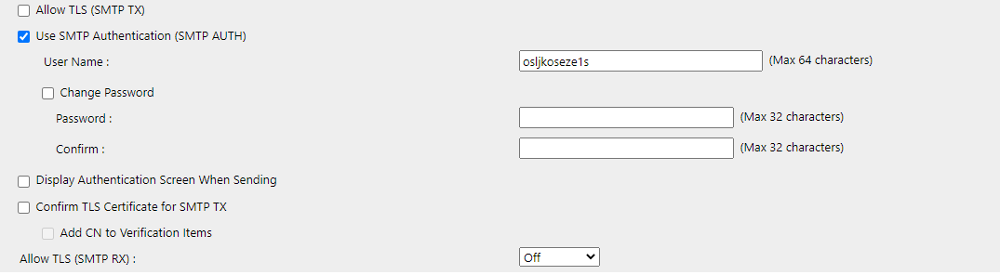 Allow TLS (SMTP TX)
Use SMTP Authentication (SMTP AUTH)
User Name : osljkoseze1s (Max 64 characters)
Change Password
Password : (Max 32 characters)
Confirm : (Max 32 characters)
Display Authentication Screen When Sending
Confirm TLS Certificate for SMTP TX
Add CN to Verification Items
Allow TLS (SMTP RX) : Off